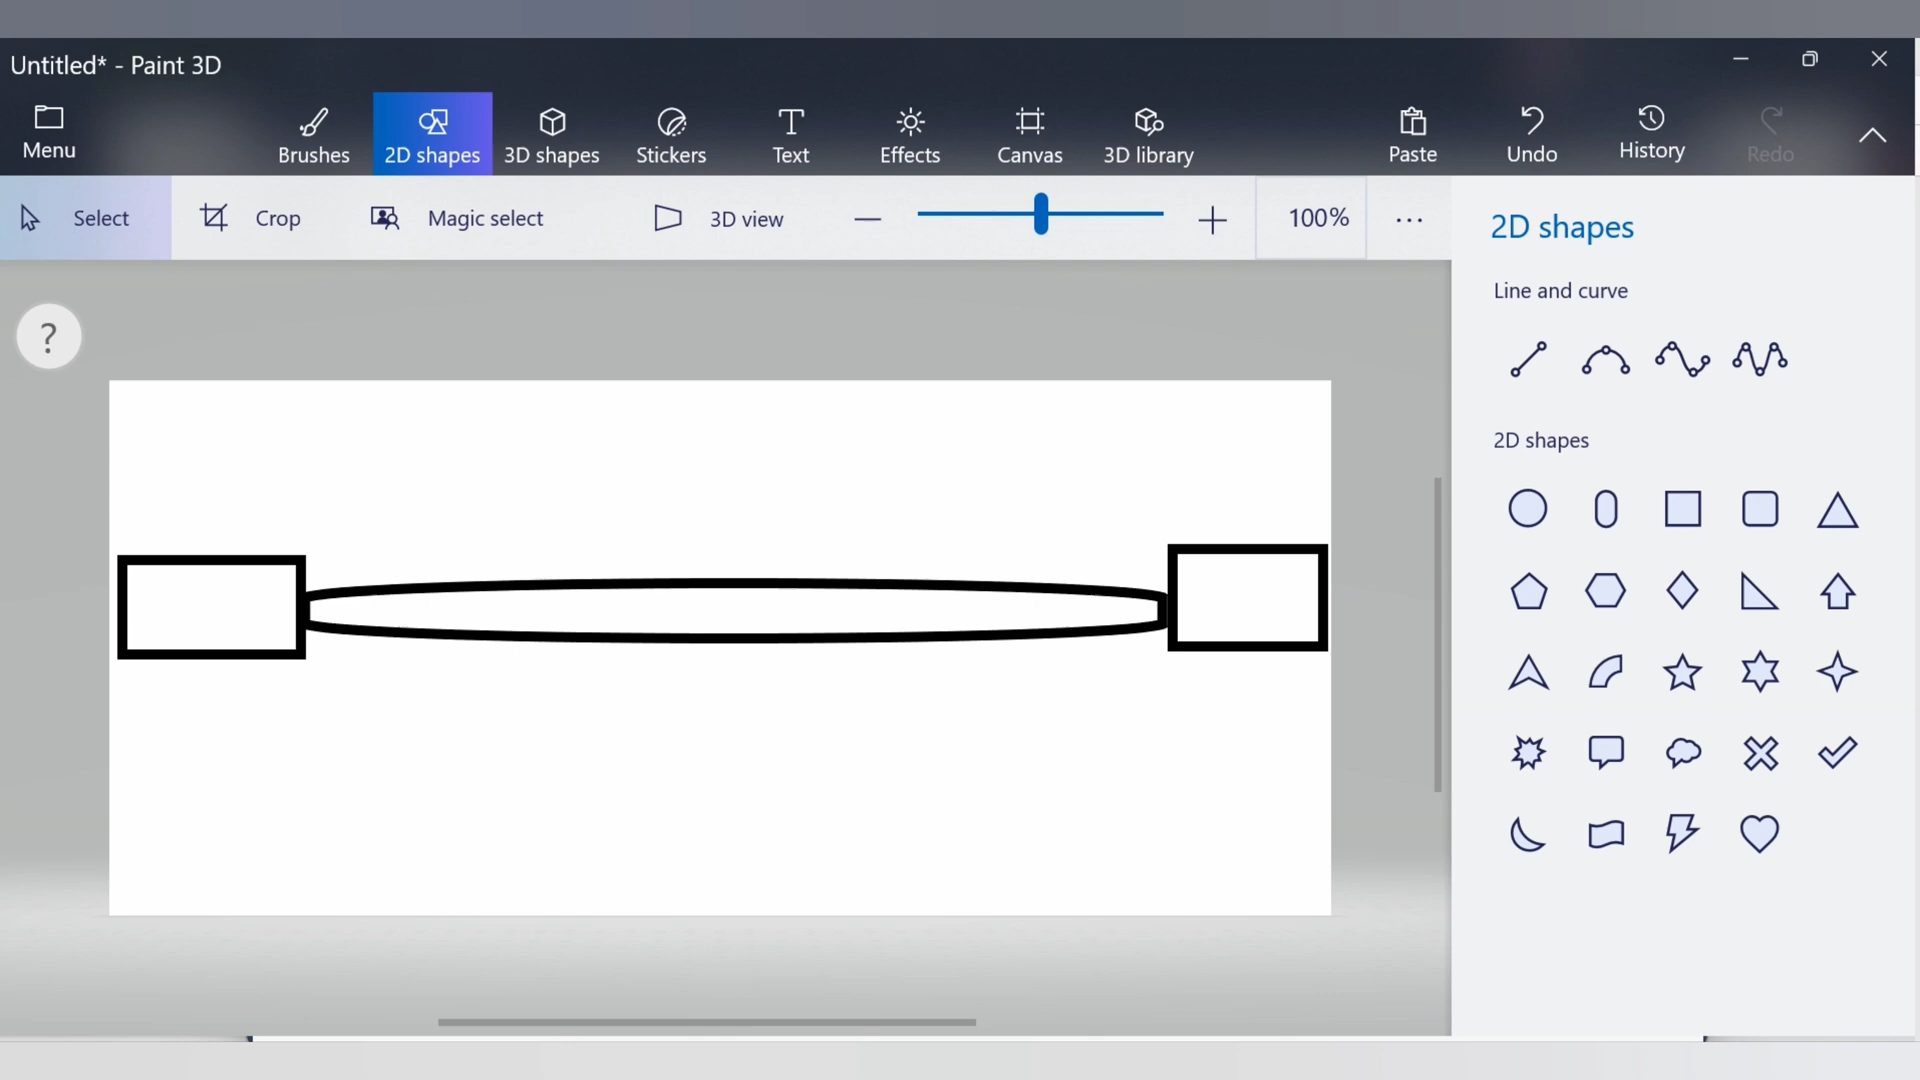 Untitled* - Paint 3D
Menu
Brushes
2D shapes
3D shapes
Stickers
Text
Effects
Canvas
3D library
Paste
Undo
History
Redo
Select
Crop
Magic select
3D view
100%
2D shapes
Line and curve
2D shapes
?